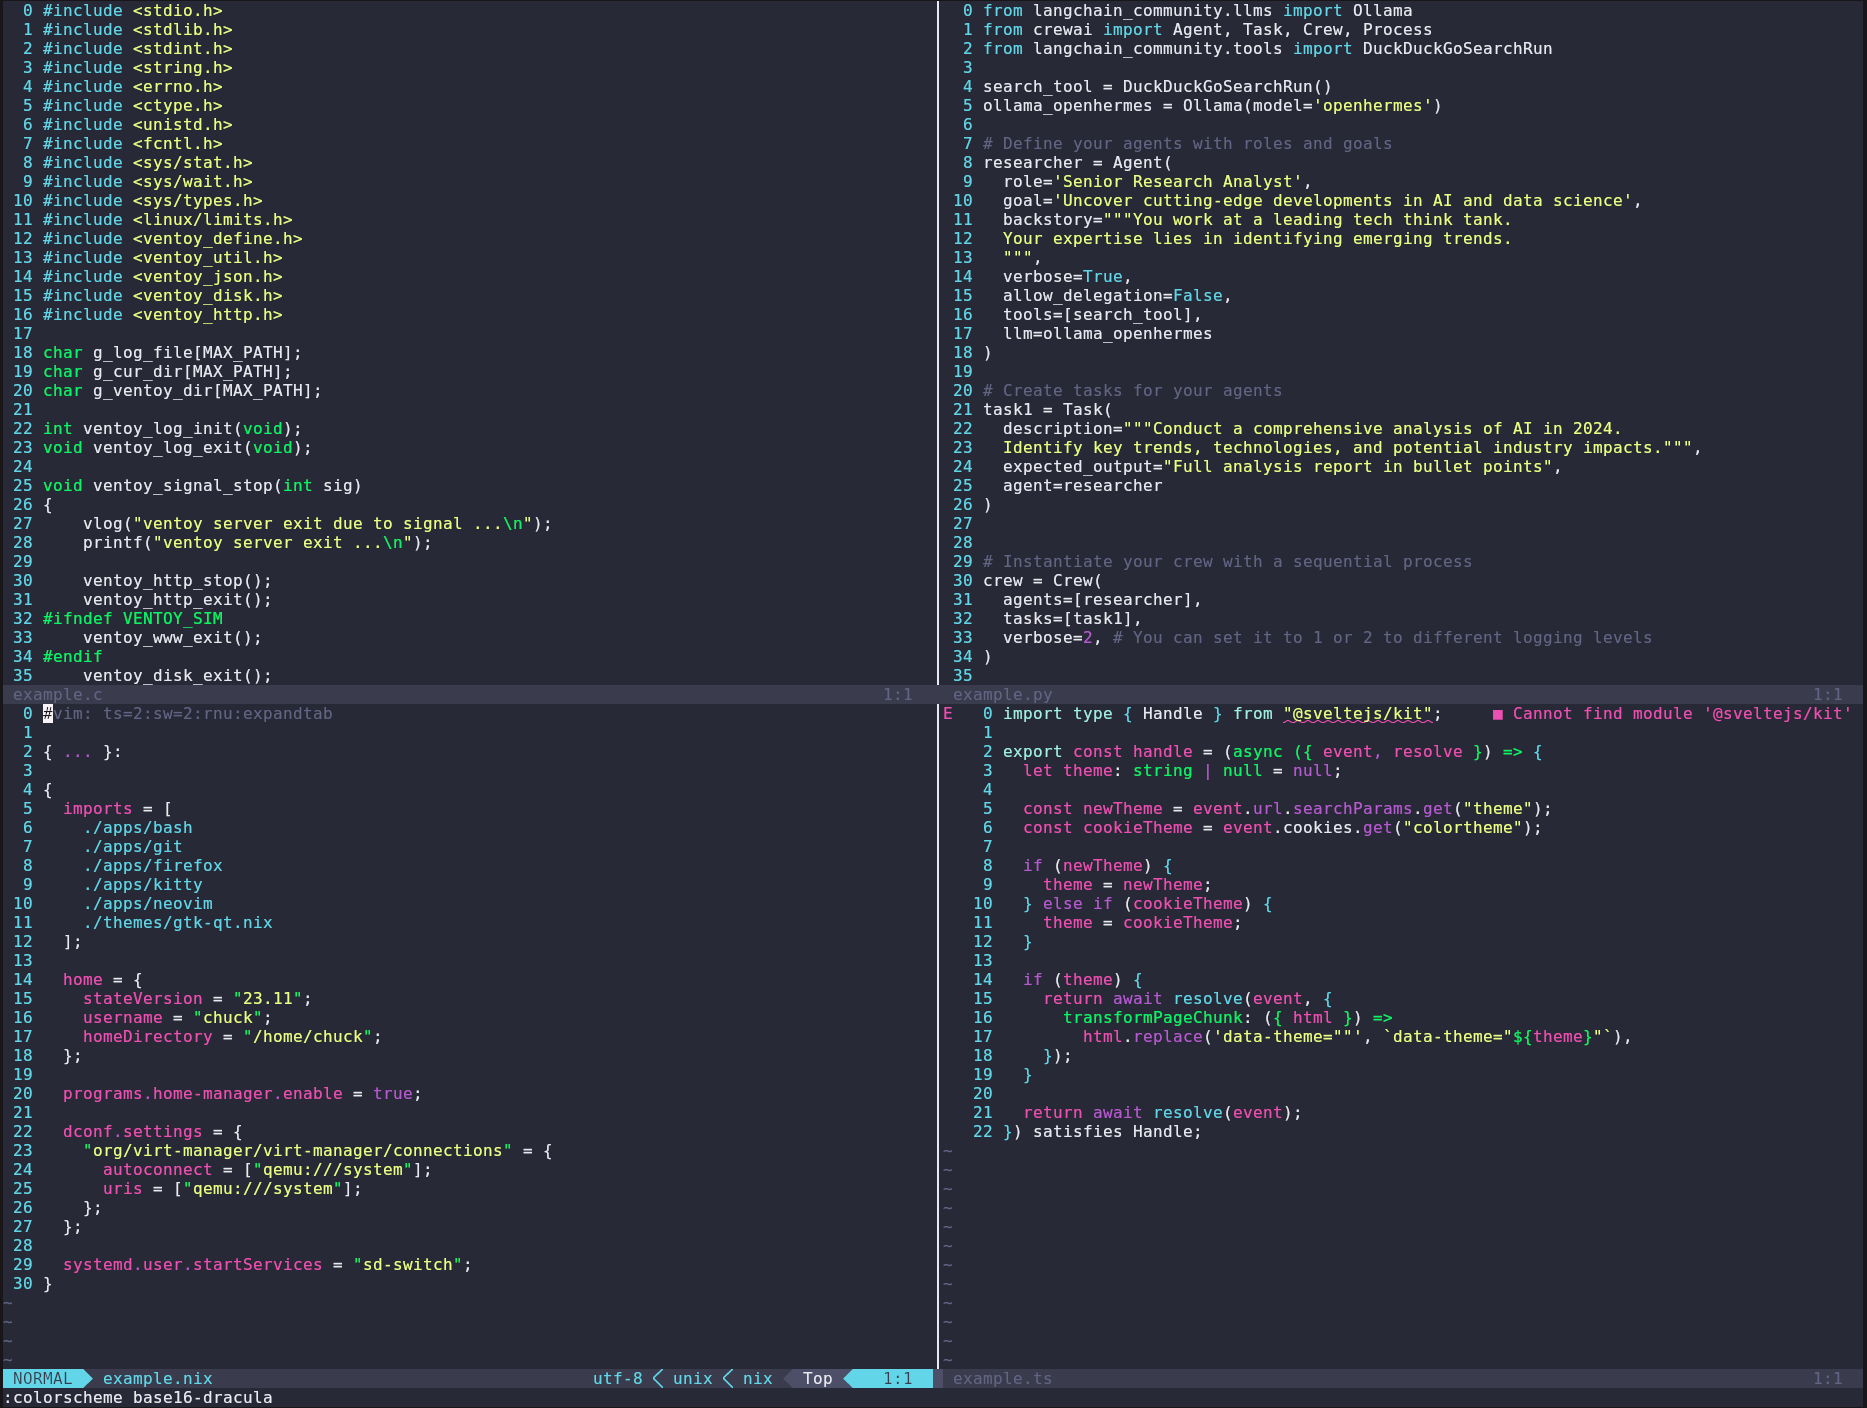 0 #include <stdio.h>
1 #include <stdlib.h>
2 #include <stdint.h>
3 #include <string.h>
4 #include <errno.h>
5 #include <ctype.h>
6 #include <unistd.h>
7 #include <fcntl.h>
8 #include <sys/stat.h>
9 #include <sys/wait.h>
10 #include <sys/types.h>
11 #include <linux/limits.h>
12 #include <ventoy_define.h>
13 #include <ventoy_util.h>
14 #include <ventoy_json.h>
15 #include <ventoy_disk.h>
16 #include <ventoy_http.h>
17
18 char g_log_file[MAX_PATH];
19 char g_cur_dir[MAX_PATH];
20 char g_ventoy_dir[MAX_PATH];
21
22 int ventoy_log_init(void);
23 void ventoy_log_exit(void);
24
25 void ventoy_signal_stop(int sig)
26 {
27     vlog("ventoy server exit due to signal ...\n");
28     printf("ventoy server exit ...\n");
29
30     ventoy_http_stop();
31     ventoy_http_exit();
32 #ifndef VENTOY_SIM
33     ventoy_www_exit();
34 #endif
35     ventoy_disk_exit();
example.c 1:1
0 from langchain_community.llms import Ollama
1 from crewai import Agent, Task, Crew, Process
2 from langchain_community.tools import DuckDuckGoSearchRun
3
4 search_tool = DuckDuckGoSearchRun()
5 ollama_openhermes = Ollama(model='openhermes')
6
7 # Define your agents with roles and goals
8 researcher = Agent(
9   role='Senior Research Analyst',
10   goal='Uncover cutting-edge developments in AI and data science',
11   backstory="""You work at a leading tech think tank.
12   Your expertise lies in identifying emerging trends.
13   """,
14   verbose=True,
15   allow_delegation=False,
16   tools=[search_tool],
17   llm=ollama_openhermes
18 )
19
20 # Create tasks for your agents
21 task1 = Task(
22   description="""Conduct a comprehensive analysis of AI in 2024.
23   Identify key trends, technologies, and potential industry impacts.""",
24   expected_output="Full analysis report in bullet points",
25   agent=researcher
26 )
27
28
29 # Instantiate your crew with a sequential process
30 crew = Crew(
31   agents=[researcher],
32   tasks=[task1],
33   verbose=2, # You can set it to 1 or 2 to different logging levels
34 )
35
example.py 1:1
0 #vim: ts=2:sw=2:rnu:expandtab
1
2 { ... }:
3
4 {
5   imports = [
6     ./apps/bash
7     ./apps/git
8     ./apps/firefox
9     ./apps/kitty
10     ./apps/neovim
11     ./themes/gtk-qt.nix
12   ];
13
14   home = {
15     stateVersion = "23.11";
16     username = "chuck";
17     homeDirectory = "/home/chuck";
18   };
19
20   programs.home-manager.enable = true;
21
22   dconf.settings = {
23     "org/virt-manager/virt-manager/connections" = {
24       autoconnect = ["qemu:///system"];
25       uris = ["qemu:///system"];
26     };
27   };
28
29   systemd.user.startServices = "sd-switch";
30 }
~
~
~
~
NORMAL example.nix utf-8 unix nix Top 1:1
E 0 import type { Handle } from "@sveltejs/kit"; ■ Cannot find module '@sveltejs/kit'
1
2 export const handle = (async ({ event, resolve }) => {
3   let theme: string | null = null;
4
5   const newTheme = event.url.searchParams.get("theme");
6   const cookieTheme = event.cookies.get("colortheme");
7
8   if (newTheme) {
9     theme = newTheme;
10   } else if (cookieTheme) {
11     theme = cookieTheme;
12   }
13
14   if (theme) {
15     return await resolve(event, {
16       transformPageChunk: ({ html }) =>
17         html.replace('data-theme=""', `data-theme="${theme}"`),
18     });
19   }
20
21   return await resolve(event);
22 }) satisfies Handle;
~
~
~
~
~
~
~
~
~
~
~
~
example.ts 1:1
:colorscheme base16-dracula